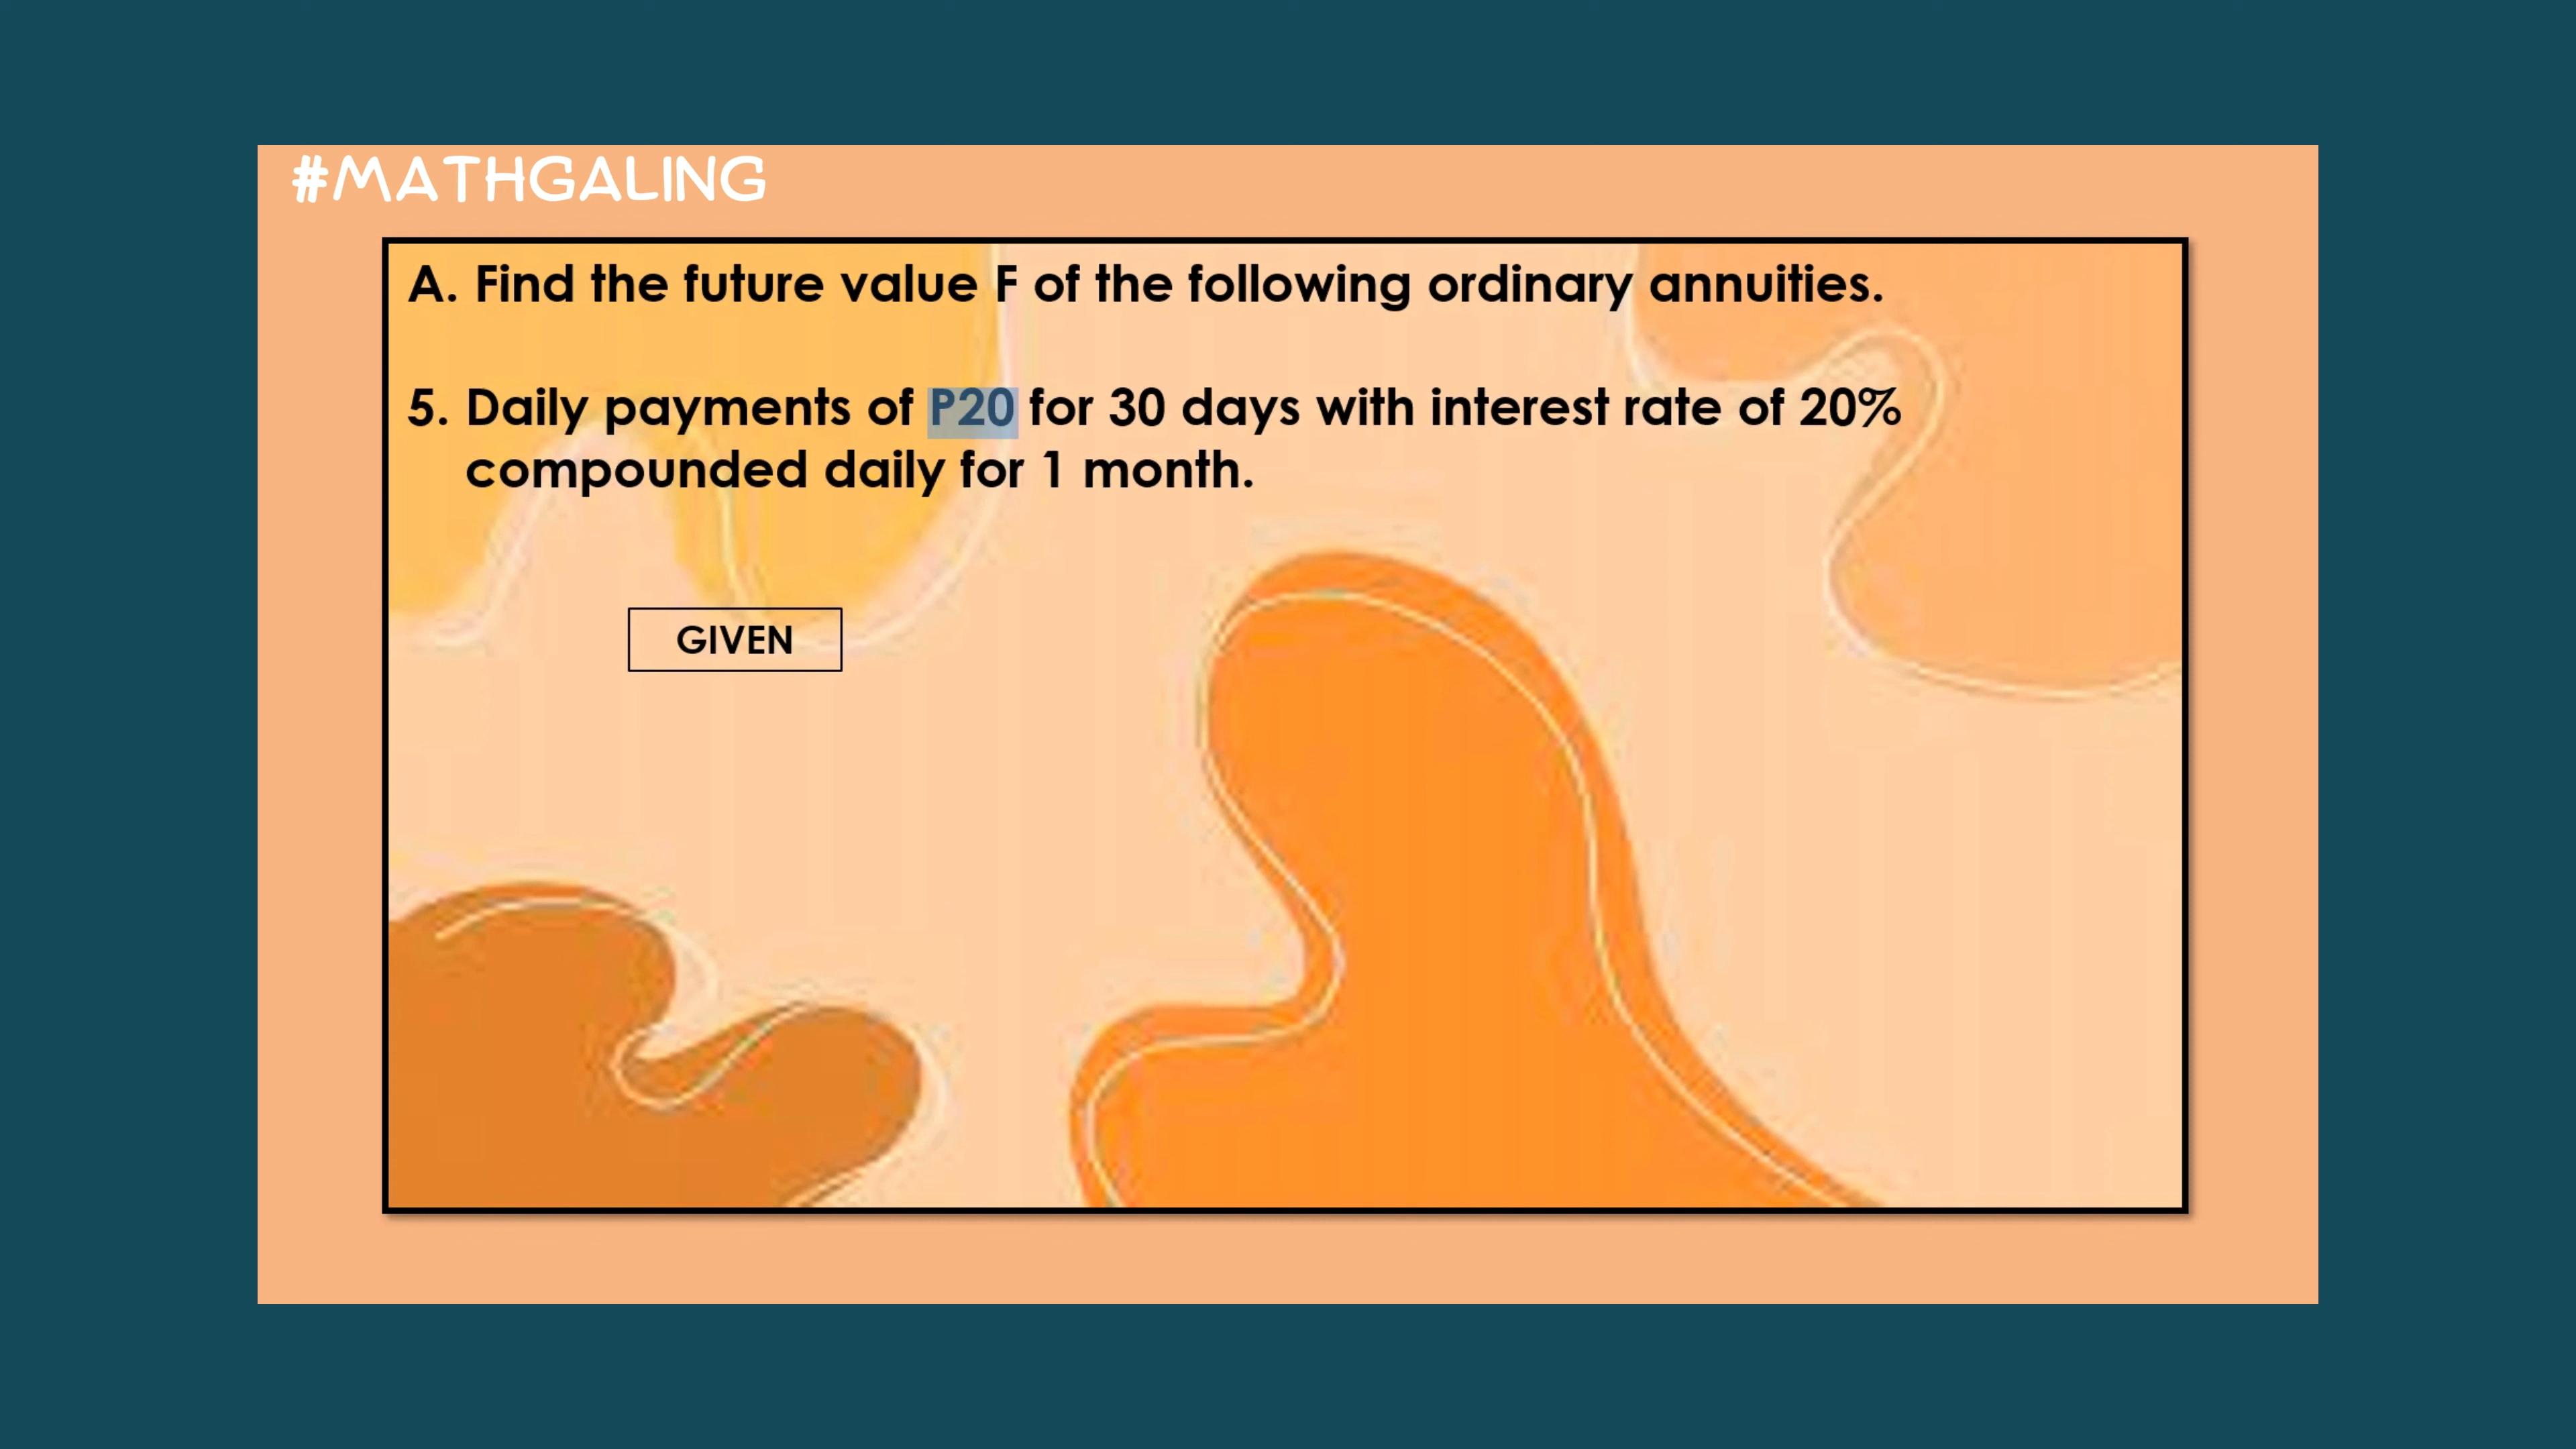 #MATHGALING
A. Find the future value F of the following ordinary annuities.
5. Daily payments of P20 for 30 days with interest rate of 20%
compounded daily for 1 month.
GIVEN